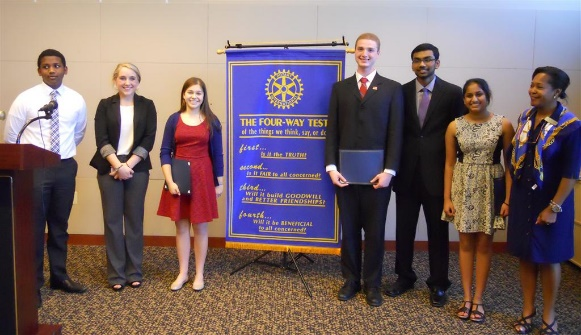 THE FOUR-WAY TEST
of the things we think, say, or do
first...
Is it the TRUTH?
second...
Is it FAIR to all concerned?
third...
Will it build GOODWILL
and BETTER FRIENDSHIPS?
fourth...
Will it be BENEFICIAL
to all concerned?